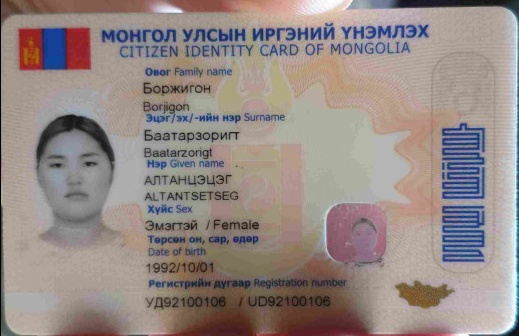 МОНГОЛ УЛСЫН ИРГЭНИЙ ҮНЭМЛЭХ
CITIZEN IDENTITY CARD OF MONGOLIA
Овог Family name
Боржигон
Borjigon
Эцэг/эх/-ийн нэр Surname
Баатарзоригт
Baatarzorigt
Нэр Given name
АЛТАНЦЭЦЭГ
ALTANTSETSEG
Хүйс Sex
Эмэгтэй / Female
Төрсөн он, сар, өдөр
Date of birth
1992/10/01
Регистрийн дугаар Registration number
УД92100106 / UD92100106